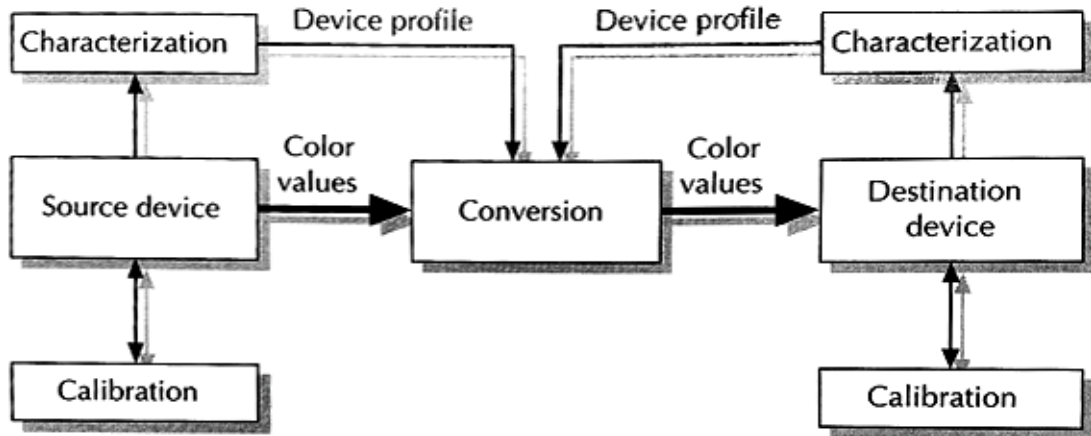 Characterization
Device profile
Device profile
Characterization
Source device
Color
values
Conversion
Color
values
Destination
device
Calibration
Calibration